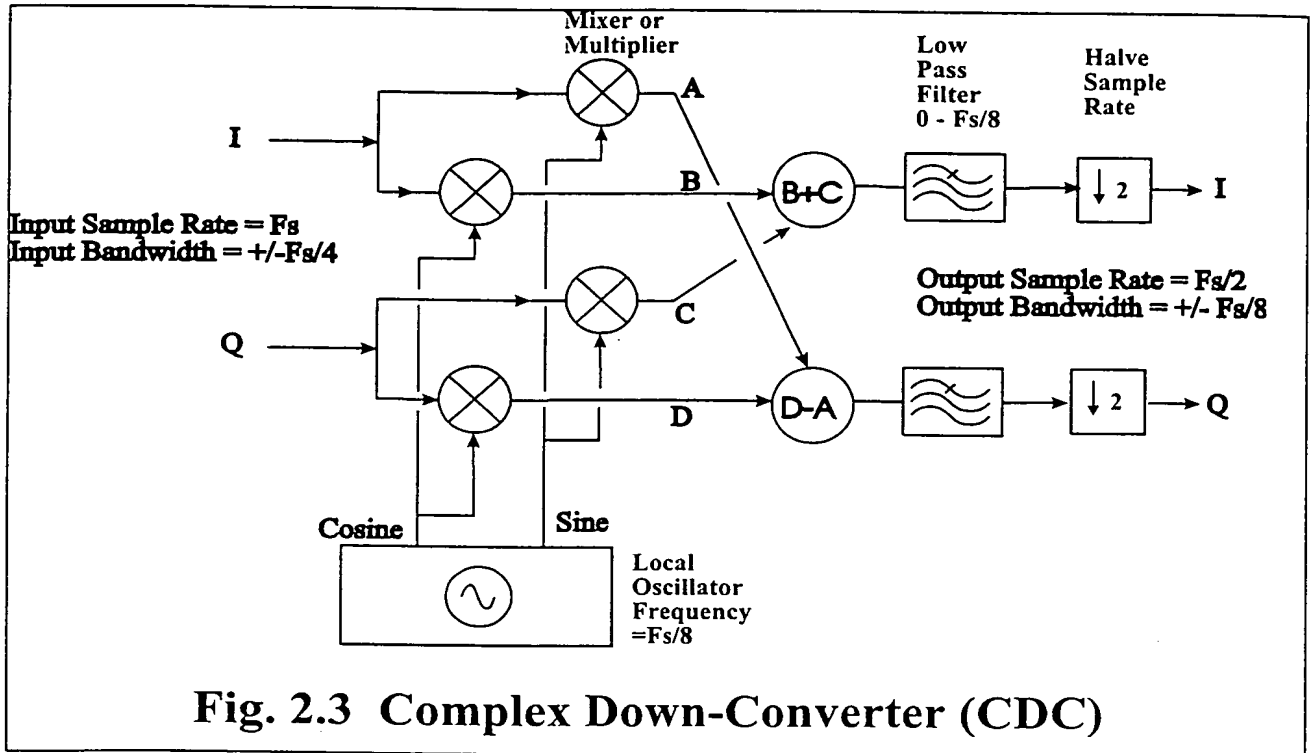 Mixer or
Multiplier
A
Low
Pass
Filter
0 - Fs/8
Halve
Sample
Rate
I
B
B+C
↓ 2
I
Input Sample Rate = Fs
Input Bandwidth = +/-Fs/4
C
Output Sample Rate = Fs/2
Output Bandwidth = +/- Fs/8
Q
D
D-A
↓ 2
Q
Cosine
Sine
Local
Oscillator
Frequency
=Fs/8
Fig. 2.3 Complex Down-Converter (CDC)